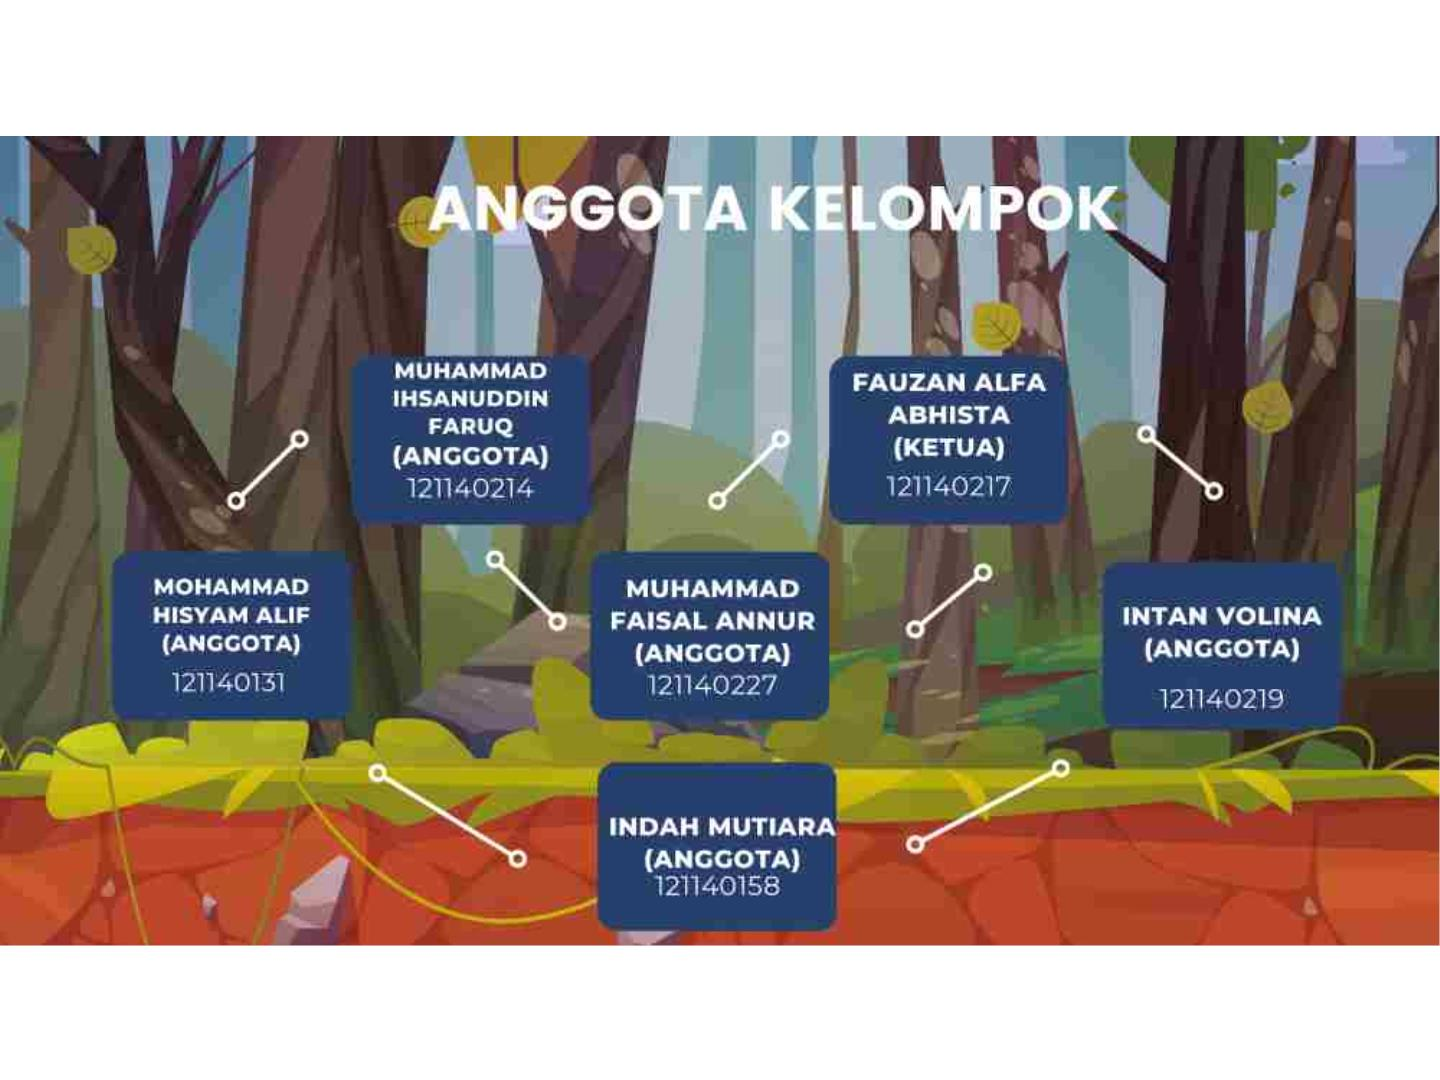 ANGGOTA KELOMPOK
MUHAMMAD
IHSANUDDIN
FARUQ
(ANGGOTA)
121140214
FAUZAN ALFA
ABHISTA
(KETUA)
121140217
MOHAMMAD
HISYAM ALIF
(ANGGOTA)
121140131
MUHAMMAD
FAISAL ANNUR
(ANGGOTA)
121140227
INTAN VOLINA
(ANGGOTA)
121140219
INDAH MUTIARA
(ANGGOTA)
121140158